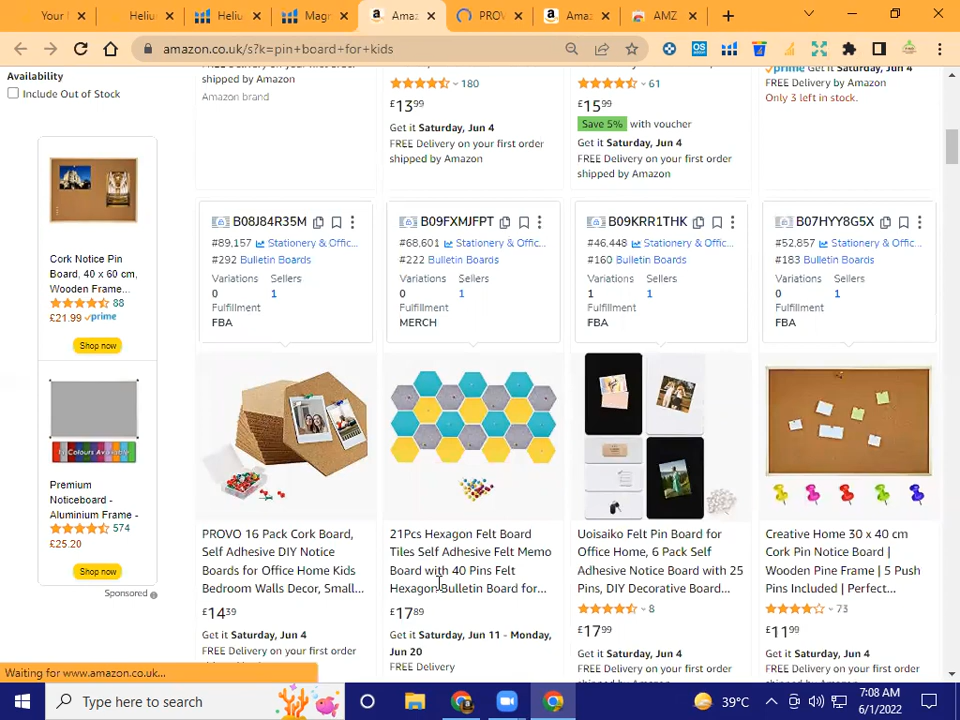 Your l
Heliu
Heliu
Magn
Amaz
PROV
Amaz
AMZ
amazon.co.uk/s?k=pin+board+for+kids
Availability
Include Out of Stock
shipped by Amazon
Amazon brand
180
£13.99
Get it Saturday, Jun 4
FREE Delivery on your first order
shipped by Amazon
61
£15.99
Save 5% with voucher
Get it Saturday, Jun 4
FREE Delivery on your first order
shipped by Amazon
prime Get it Saturday, Jun 4
FREE Delivery by Amazon
Only 3 left in stock.
Cork Notice Pin
Board, 40 x 60 cm,
Wooden Frame...
88
£21.99 prime
Shop now
11 Colours Available
Premium
Noticeboard -
Aluminium Frame -
574
£25.20
Shop now
Sponsored
B08J84R35M
#89,157 Stationery & Offic...
#292 Bulletin Boards
Variations Sellers
0 1
Fulfillment
FBA
B09FXMJFPT
#68,601 Stationery & Offic...
#222 Bulletin Boards
Variations Sellers
0 1
Fulfillment
MERCH
B09KRR1THK
#46,448 Stationery & Offic...
#160 Bulletin Boards
Variations Sellers
1 1
Fulfillment
FBA
B07HYY8G5X
#52,857 Stationery & Offic...
#183 Bulletin Boards
Variations Sellers
0 1
Fulfillment
FBA
PROVO 16 Pack Cork Board,
Self Adhesive DIY Notice
Boards for Office Home Kids
Bedroom Walls Decor, Small...
£14.39
Get it Saturday, Jun 4
FREE Delivery on your first order
21Pcs Hexagon Felt Board
Tiles Self Adhesive Felt Memo
Board with 40 Pins Felt
Hexagon Bulletin Board for...
£17.89
Get it Saturday, Jun 11 - Monday,
Jun 20
FREE Delivery
Uoisaiko Felt Pin Board for
Office Home, 6 Pack Self
Adhesive Notice Board with 25
Pins, DIY Decorative Board...
8
£17.99
Get it Saturday, Jun 4
FREE Delivery on your first order
Creative Home 30 x 40 cm
Cork Pin Notice Board |
Wooden Pine Frame | 5 Push
Pins Included | Perfect...
73
£11.99
Get it Saturday, Jun 4
FREE Delivery on your first order
Waiting for www.amazon.co.uk...
Type here to search
39°C
7:08 AM
6/1/2022